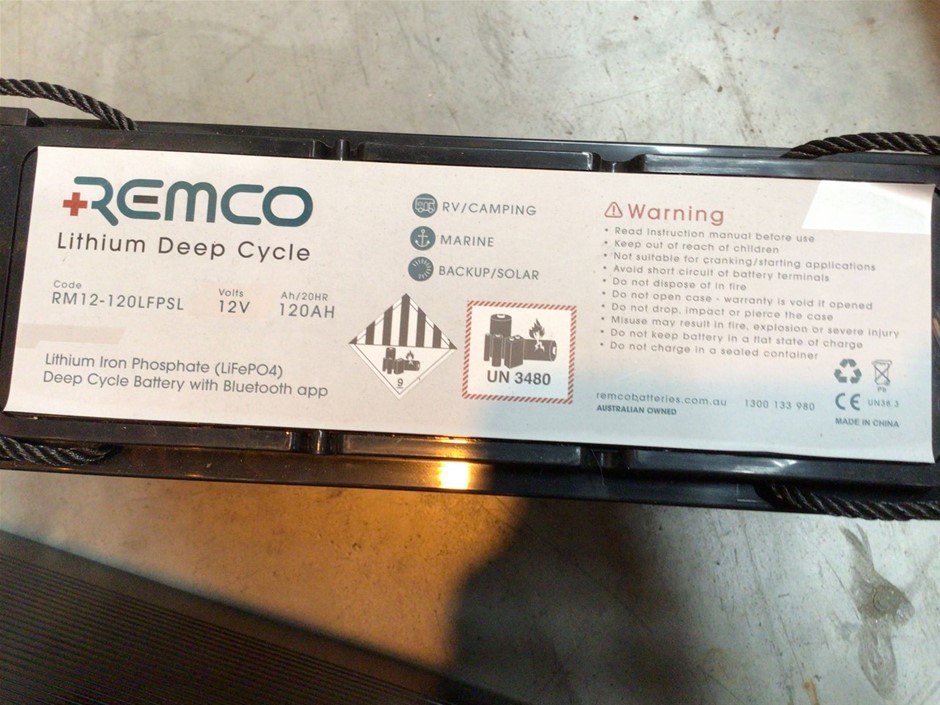 REMCO
Lithium Deep Cycle
Code
RM12-120LFPSL
Volts
12V
Ah/20HR
120AH
Lithium Iron Phosphate (LiFePO4)
Deep Cycle Battery with Bluetooth app
RV/CAMPING
MARINE
BACKUP/SOLAR
9
UN 3480
Warning
• Read instruction manual before use
• Keep out of reach of children
• Not suitable for cranking/starting applications
• Avoid short circuit of battery terminals
• Do not dispose of in fire
• Do not open case - warranty is void if opened
• Do not drop, impact or pierce the case
• Misuse may result in fire, explosion or severe injury
• Do not keep battery in a flat state of charge
• Do not charge in a sealed container
remcobatteries.com.au 1300 133 980
AUSTRALIAN OWNED
Pb
CE UN38.3
MADE IN CHINA